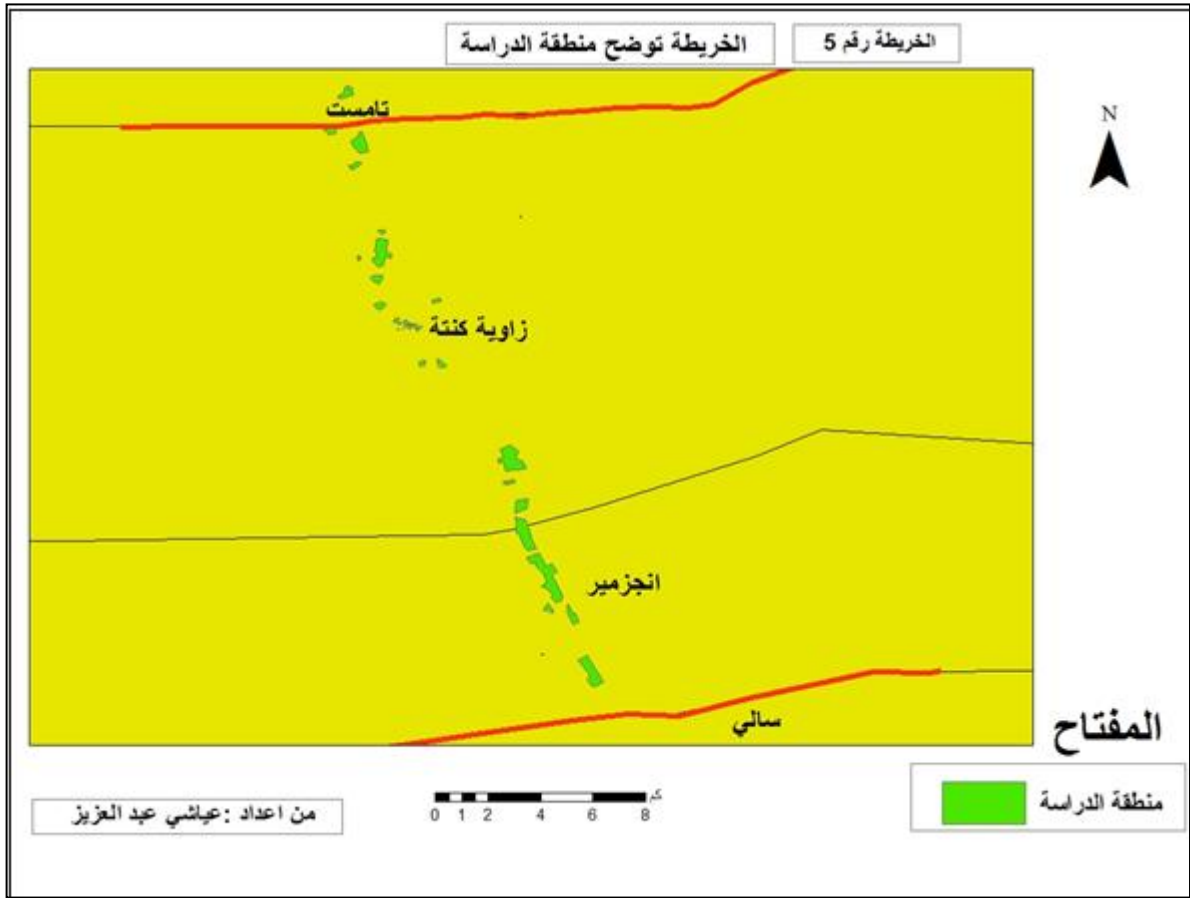 الخريطة رقم 5
الخريطة توضح منطقة الدراسة
تامست
N
زاوية كنتة
انجزمير
سالي
المفتاح
منطقة الدراسة
كم
0 1 2 4 6 8
من اعداد :عياشي عبد العزيز